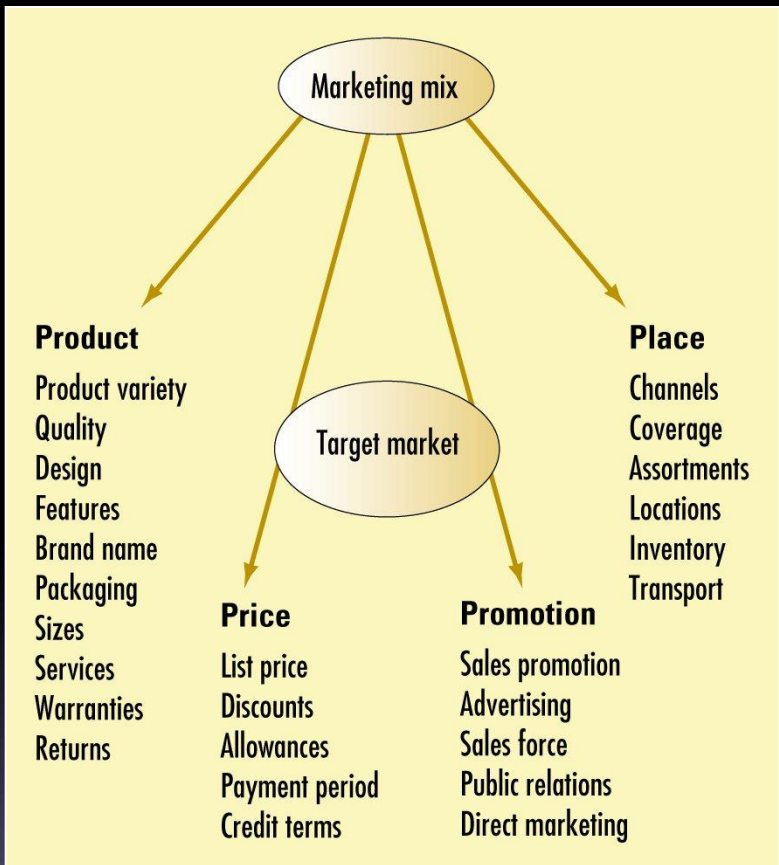 Marketing mix
Target market
Product
Product variety
Quality
Design
Features
Brand name
Packaging
Sizes
Services
Warranties
Returns
Price
List price
Discounts
Allowances
Payment period
Credit terms
Promotion
Sales promotion
Advertising
Sales force
Public relations
Direct marketing
Place
Channels
Coverage
Assortments
Locations
Inventory
Transport